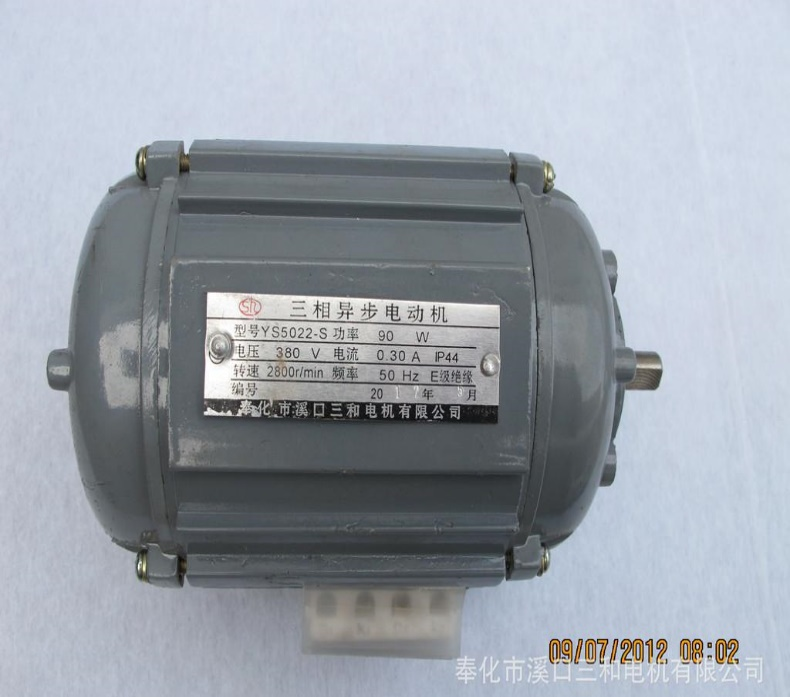 三相异步电动机
型号YS5022-S 功率 90 W
电压 380 V 电流 0.30 A IP44
转速 2800r/min 频率 50 Hz E级绝缘
编号 20 年 月
奉化市溪口三和电机有限公司
09/07/2012 08:02
奉化市溪口三和电机有限公司